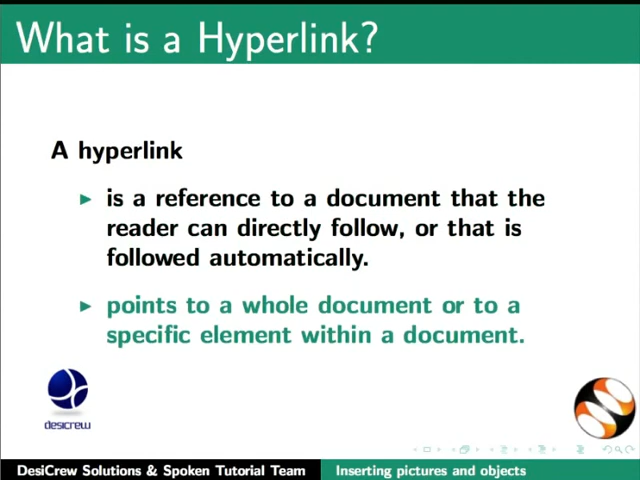 What is a Hyperlink?
A hyperlink
is a reference to a document that the
reader can directly follow, or that is
followed automatically.
points to a whole document or to a
specific element within a document.
desicrew
DesiCrew Solutions & Spoken Tutorial Team
Inserting pictures and objects